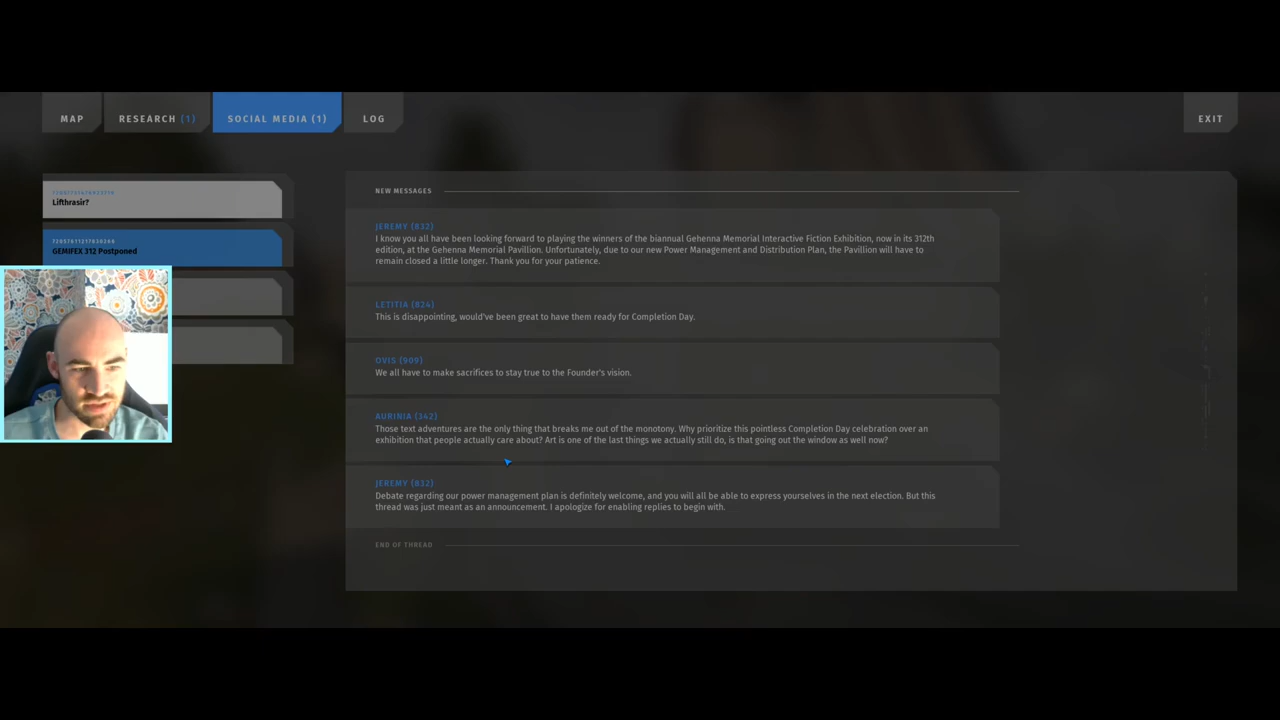 MAP
RESEARCH (1)
SOCIAL MEDIA (1)
LOG
EXIT
Lifthrasir?
GEMIFEX 312 Postponed
NEW MESSAGES
JEREMY (832)
I know you all have been looking forward to playing the winners of the biannual Gehenna Memorial Interactive Fiction Exhibition, now in its 312th
edition, at the Gehenna Memorial Pavillion. Unfortunately, due to our new Power Management and Distribution Plan, the Pavillion will have to
remain closed a little longer. Thank you for your patience.
LETITIA (824)
This is disappointing, would've been great to have them ready for Completion Day.
OVIS (909)
We all have to make sacrifices to stay true to the Founder's vision.
AURINIA (342)
Those text adventures are the only thing that breaks me out of the monotony. Why prioritize this pointless Completion Day celebration over an
exhibition that people actually care about? Art is one of the last things we actually still do, is that going out the window as well now?
JEREMY (832)
Debate regarding our power management plan is definitely welcome, and you will all be able to express yourselves in the next election. But this
thread was just meant as an announcement. I apologize for enabling replies to begin with.
END OF THREAD